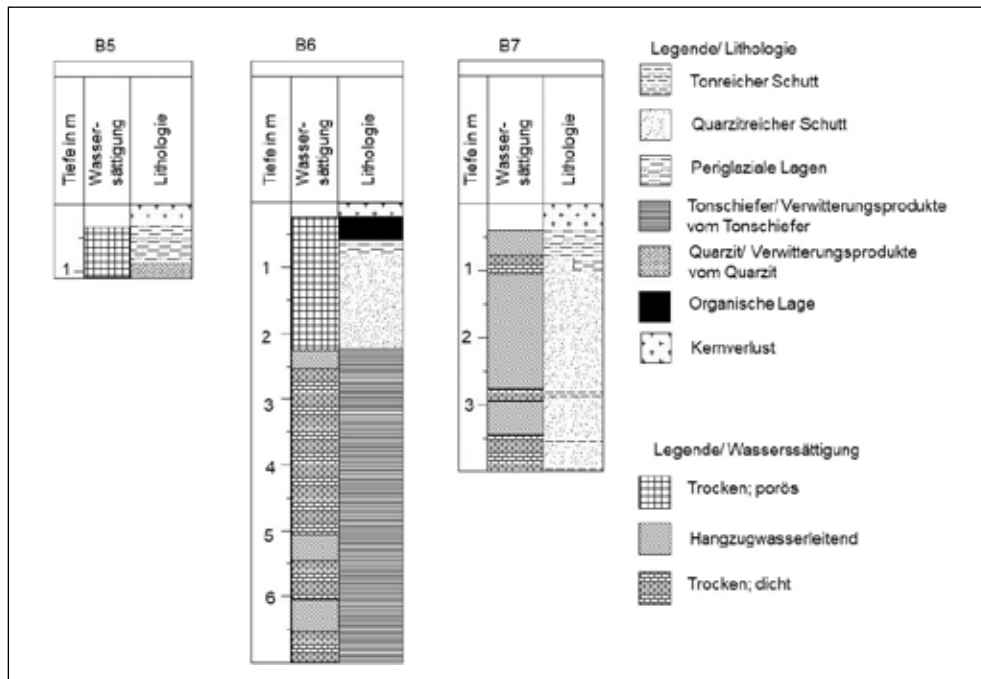 B5
Tiefe in m
Wasser-
sättigung
Lithologie
1
B6
Tiefe in m
Wasser-
sättigung
Lithologie
1
2
3
4
5
6
B7
Tiefe in m
Wasser-
sättigung
Lithologie
1
2
3
Legende/ Lithologie
Tonreicher Schutt
Quarzitreicher Schutt
Periglaziale Lagen
Tonschiefer/ Verwitterungsprodukte
vom Tonschiefer
Quarzit/ Verwitterungsprodukte
vom Quarzit
Organische Lage
Kernverlust
Legende/ Wasserssättigung
Trocken; porös
Hangzugwasserleitend
Trocken; dicht